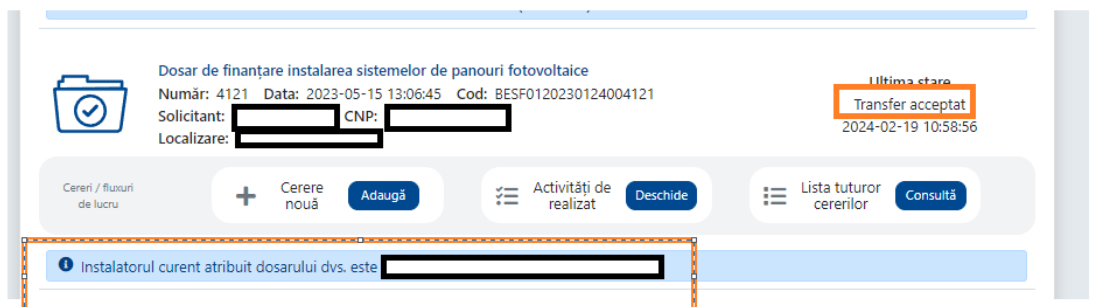 Dosar de finanțare instalarea sistemelor de panouri fotovoltaice
Număr: 4121 Data: 2023-05-15 13:06:45 Cod: BESF0120230124004121
Solicitant: CNP:
Localizare:
Ultima stare
Transfer acceptat
2024-02-19 10:58:56
Cereri / fluxuri
de lucru
Cerere
nouă
Adaugă
Activități de
realizat
Deschide
Lista tuturor
cererilor
Consultă
Instalatorul curent atribuit dosarului dvs. este